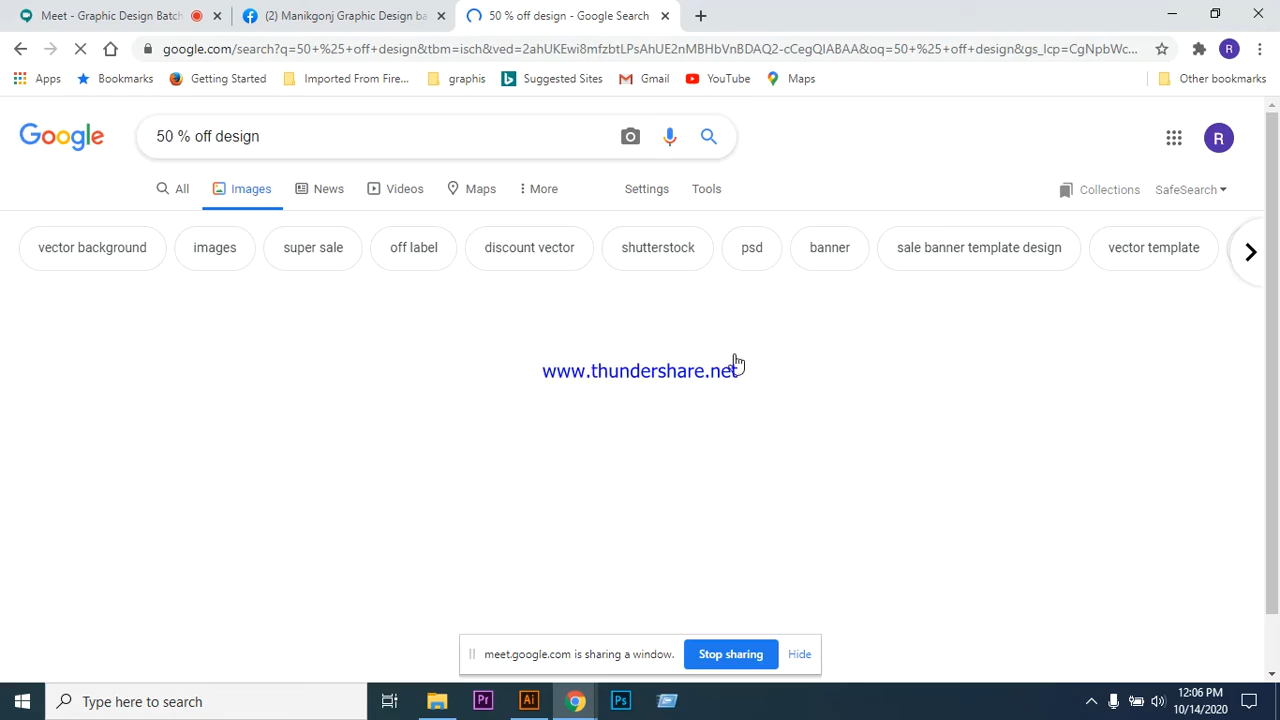 Meet - Graphic Design Batch
(2) Manikgonj Graphic Design ba
50 % off design - Google Search
google.com/search?q=50+%25+off+design&tbm=isch&ved=2ahUKEwi8mfzbtLPsAhUE2nMBHbVnBDAQ2-cCegQIABAA&oq=50+%25+off+design&gs_lcp=CgNpbWc...
Apps Bookmarks Getting Started Imported From Fire... graphis Suggested Sites Gmail YouTube Maps Other bookmarks
Google 50 % off design R
All Images News Videos Maps More Settings Tools Collections SafeSearch
vector background images super sale off label discount vector shutterstock psd banner sale banner template design vector template
www.thundershare.net
meet.google.com is sharing a window. Stop sharing Hide
Type here to search Pr Ai Ps 12:06 PM
10/14/2020